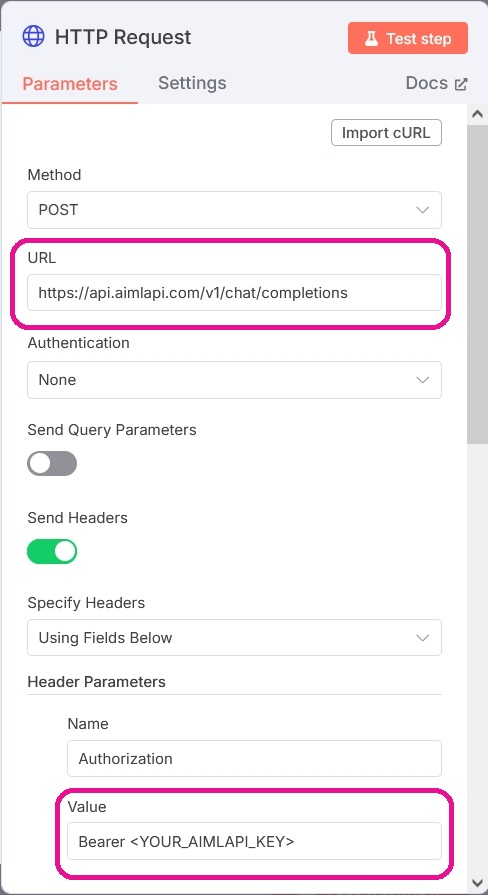 HTTP Request
Test step
Parameters
Settings
Docs
Import cURL
Method
POST
URL
https://api.aimlapi.com/v1/chat/completions
Authentication
None
Send Query Parameters
Send Headers
Specify Headers
Using Fields Below
Header Parameters
Name
Authorization
Value
Bearer <YOUR_AIMLAPI_KEY>